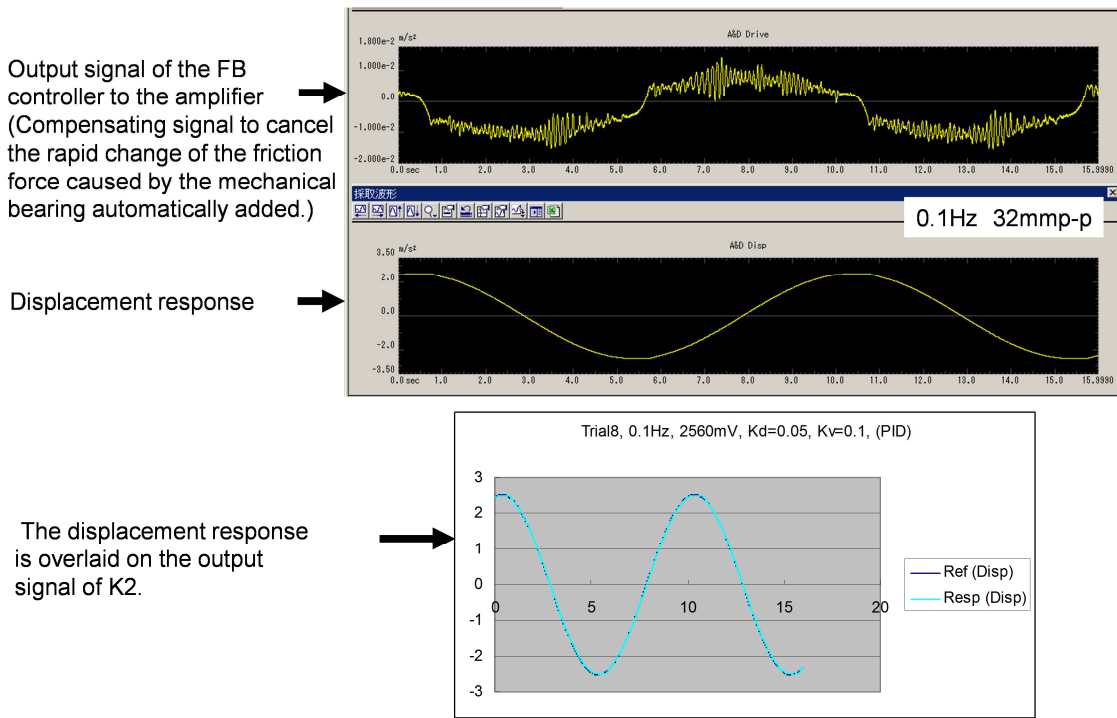 Output signal of the FB
controller to the amplifier
(Compensating signal to cancel
the rapid change of the friction
force caused by the mechanical
bearing automatically added.)
A&D Drive
1.800e-2 m/s²
1.000e-2
0.0
-1.000e-2
-2.000e-2
0.0 sec 1.0 2.0 3.0 4.0 5.0 6.0 7.0 8.0 9.0 10.0 11.0 12.0 13.0 14.0 15.0 15.9990
採取波形
0.1Hz 32mmp-p
Displacement response
A&D Disp
3.50 m/s²
2.0
0.0
-2.0
-3.50
0.0 sec 1.0 2.0 3.0 4.0 5.0 6.0 7.0 8.0 9.0 10.0 11.0 12.0 13.0 14.0 15.0 15.9990
The displacement response
is overlaid on the output
signal of K2.
Trial8, 0.1Hz, 2560mV, Kd=0.05, Kv=0.1, (PID)
3
2
1
0
-1
-2
-3
0 5 10 15 20
Ref (Disp)
Resp (Disp)